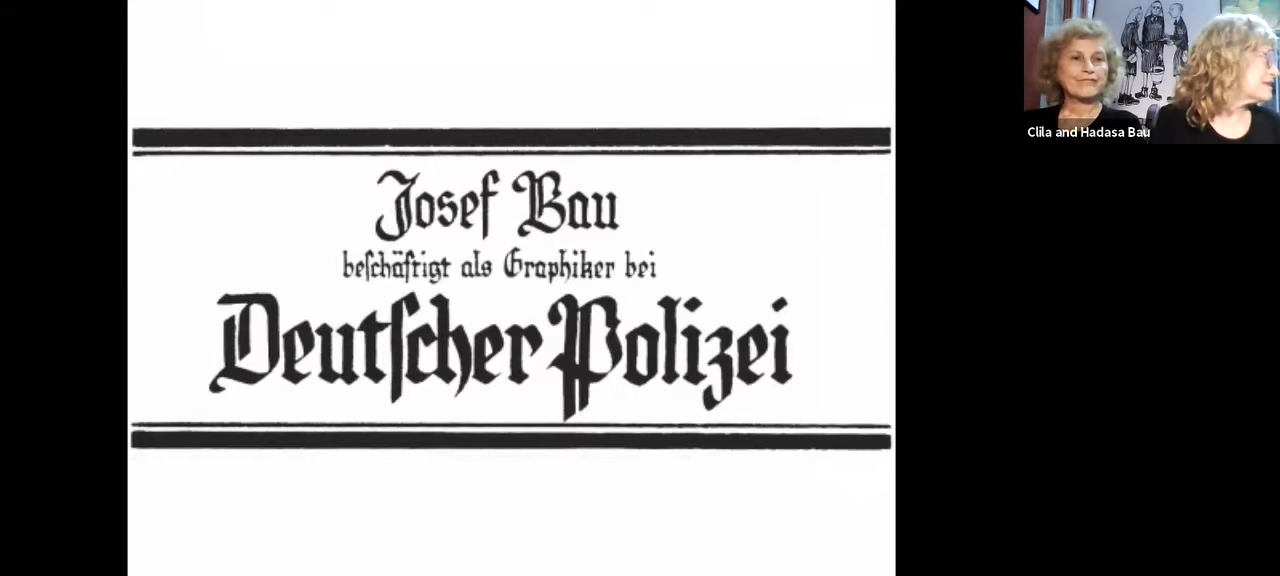 Josef Bau
beſchäftigt als Graphiker bei
Deutſcher Polizei
Clila and Hadasa Bau